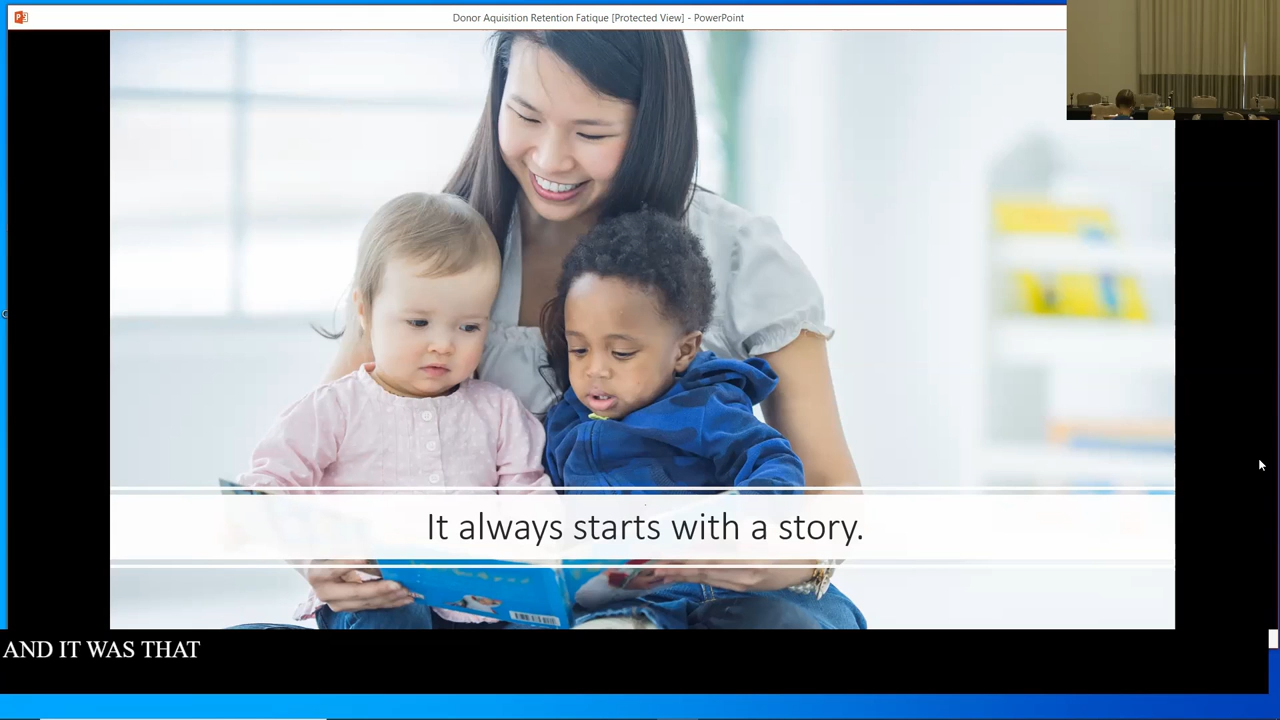 Donor Aquisition Retention Fatique [Protected View] - PowerPoint
It always starts with a story.
AND IT WAS THAT